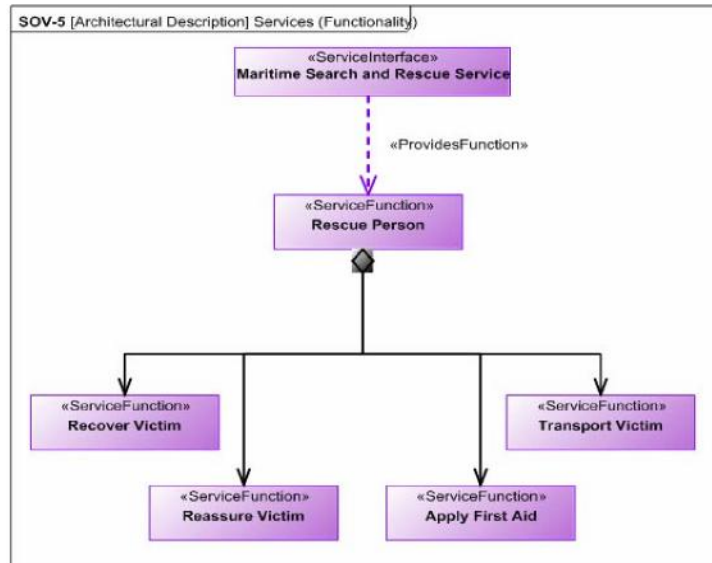 SOV-5 [Architectural Description] Services (Functionality)
«ServiceInterface»
Maritime Search and Rescue Service
«ProvidesFunction»
«ServiceFunction»
Rescue Person
«ServiceFunction»
Recover Victim
«ServiceFunction»
Transport Victim
«ServiceFunction»
Reassure Victim
«ServiceFunction»
Apply First Aid